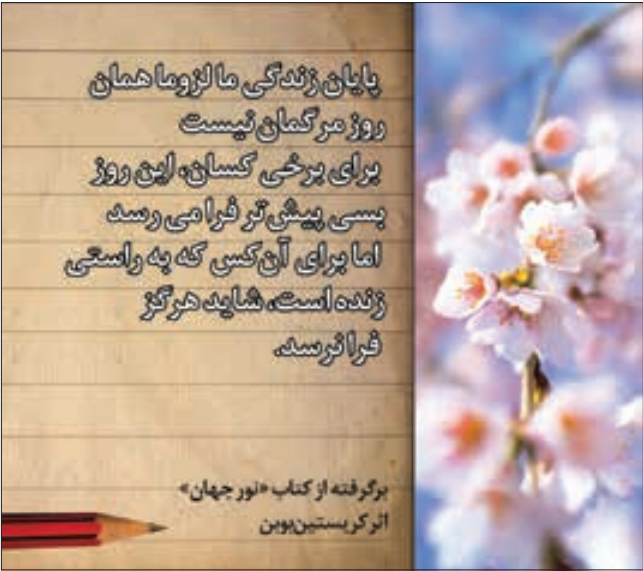 پایان زندگی ما لزوما همان
روز مرگمان نیست
برای برخی کسان، این روز
بسی پیش‌تر فرا می رسد
اما برای آن‌کس که به راستی
زنده است، شاید هرگز
فرا نرسد.
برگرفته از کتاب «نور جهان»
اثر کریستین‌بوبن